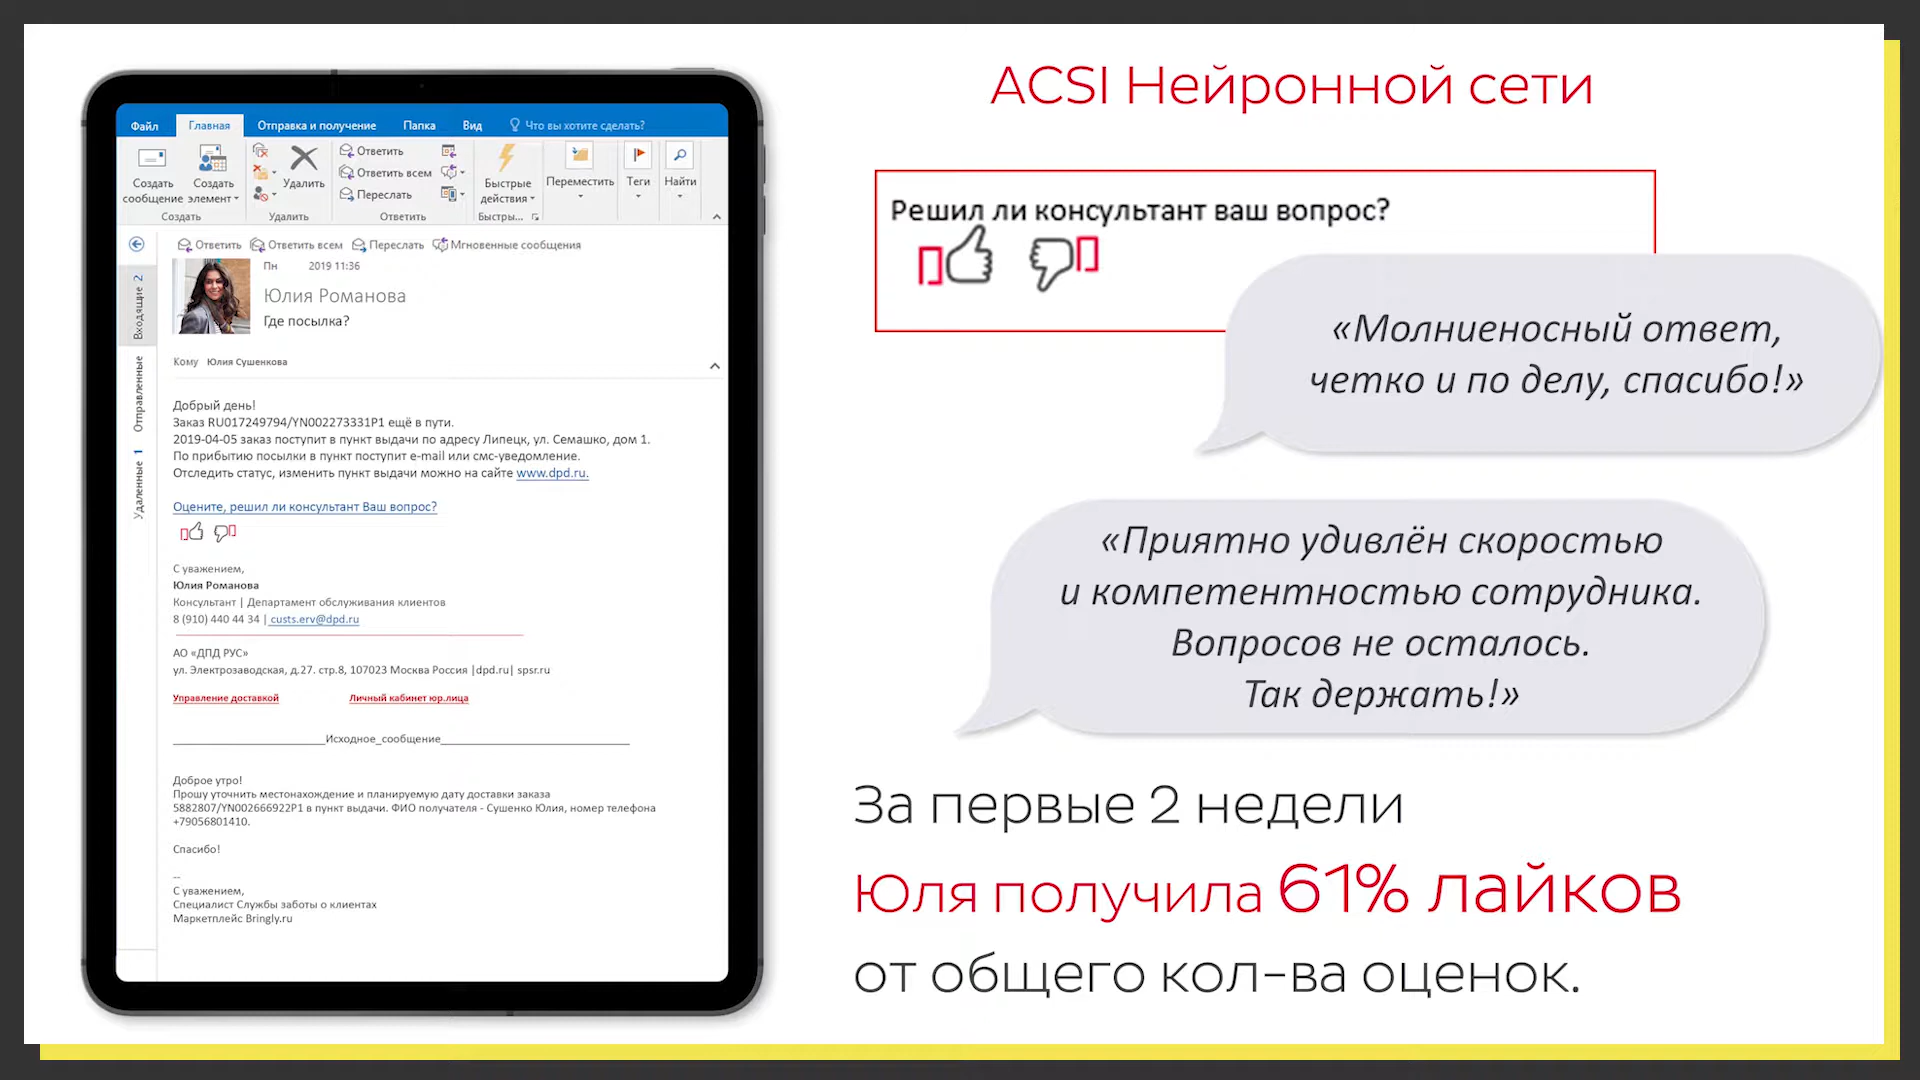 ACSI Нейронной сети
Файл Главная Отправка и получение Папка Вид Что вы хотите сделать?
Создать сообщение
Создать элемент
Создать
Удалить
Удалить
Ответить
Ответить всем
Переслать
Ответить
Быстрые действия
Быстры...
Переместить
Теги
Найти
Ответить Ответить всем Переслать Мгновенные сообщения
Входящие 2
Отправленные
Удаленные 1
Пн 2019 11:36
Юлия Романова
Где посылка?
Кому Юлия Сушенкова
Добрый день!
Заказ RU017249794/YN002273331P1 ещё в пути.
2019-04-05 заказ поступит в пункт выдачи по адресу Липецк, ул. Семашко, дом 1.
По прибытию посылки в пункт поступит e-mail или смс-уведомление.
Отследить статус, изменить пункт выдачи можно на сайте www.dpd.ru.
Оцените, решил ли консультант Ваш вопрос?
С уважением,
Юлия Романова
Консультант | Департамент обслуживания клиентов
8 (910) 440 44 34 | custs.erv@dpd.ru
АО «ДПД РУС»
ул. Электрозаводская, д.27. стр.8, 107023 Москва Россия |dpd.ru| spsr.ru
Управление доставкой Личный кабинет юр.лица
Исходное_сообщение
Доброе утро!
Прошу уточнить местонахождение и планируемую дату доставки заказа
5882807/YN002666922P1 в пункт выдачи. ФИО получателя - Сушенко Юлия, номер телефона
+79056801410.
Спасибо!
--
С уважением,
Специалист Службы заботы о клиентах
Маркетплейс Bringly.ru
Решил ли консультант ваш вопрос?
«Молниеносный ответ,
четко и по делу, спасибо!»
«Приятно удивлён скоростью
и компетентностью сотрудника.
Вопросов не осталось.
Так держать!»
За первые 2 недели
Юля получила 61% лайков
от общего кол-ва оценок.